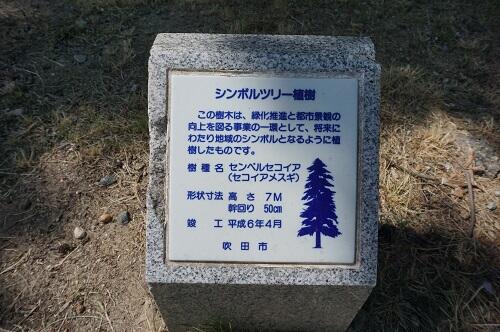 シンボルツリー植樹
この樹木は、緑化推進と都市景観の
向上を図る事業の一環として、将来に
わたり地域のシンボルとなるように植
樹したものです。
樹種名 センペルセコイア
(セコイアメスギ)
形状寸法 高さ 7M
幹回り 50㎝
竣工 平成6年4月
吹田市